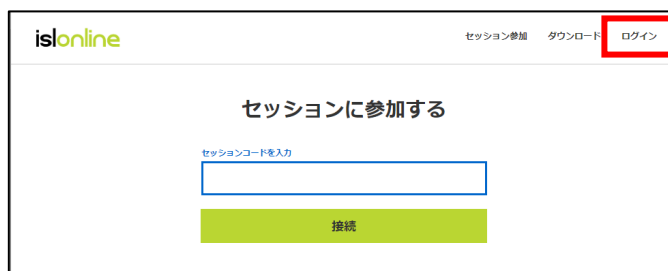 islonline
セッション参加 ダウンロード ログイン
セッションに参加する
セッションコードを入力
接続